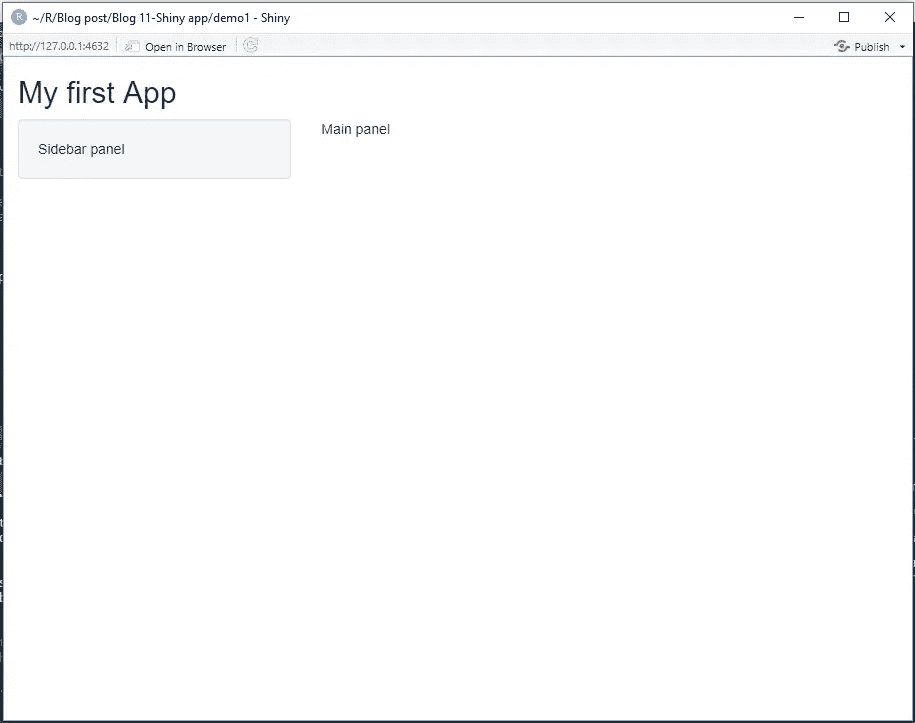 R ~/R/Blog post/Blog 11-Shiny app/demo1 - Shiny
http://127.0.0.1:4632 Open in Browser Publish
My first App
Sidebar panel
Main panel